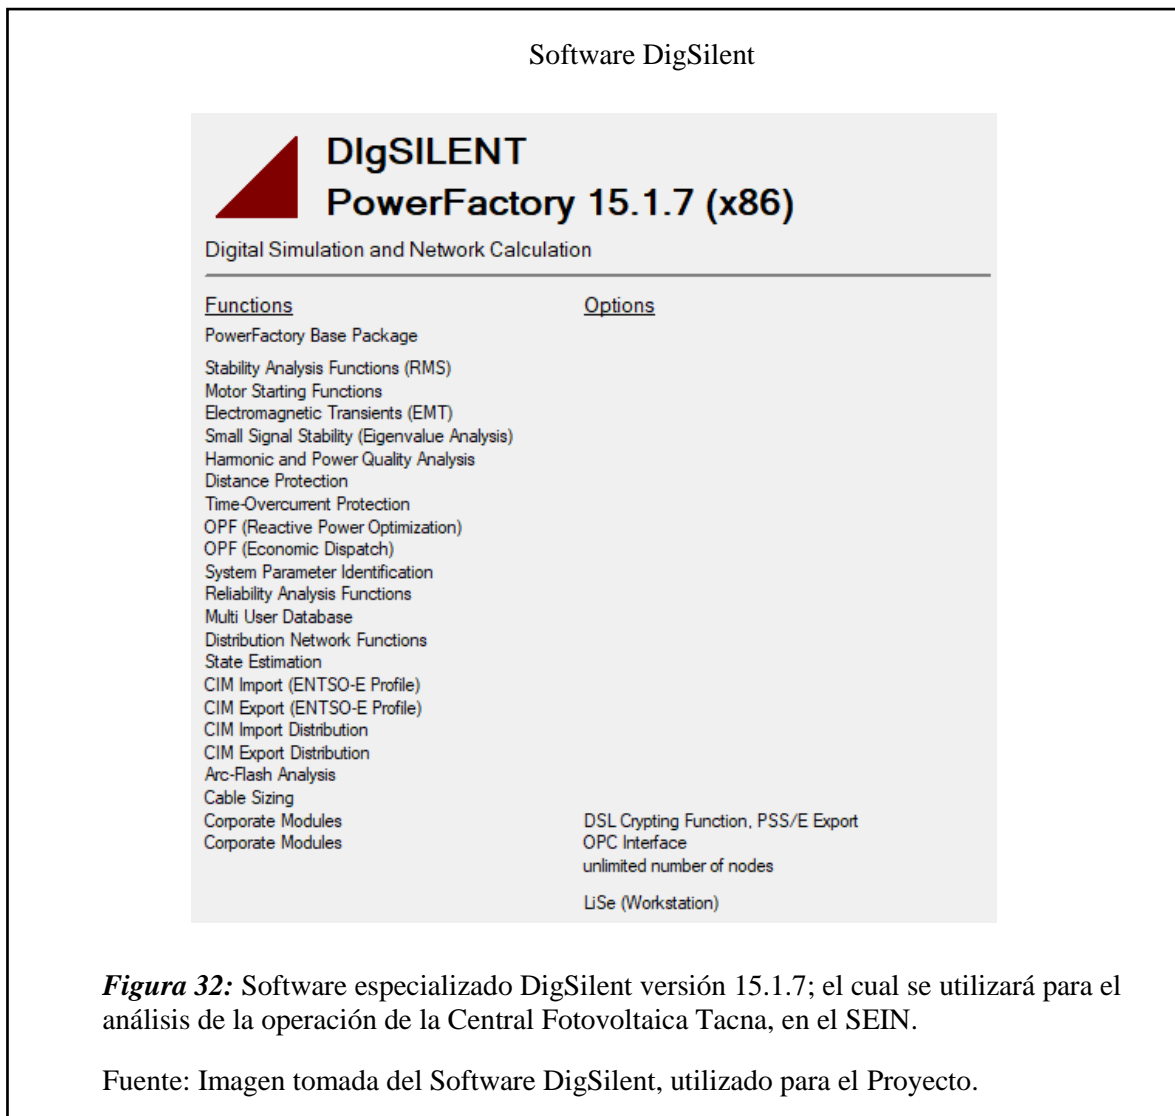 Software DigSilent
DIgSILENT
PowerFactory 15.1.7 (x86)
Digital Simulation and Network Calculation
Functions Options
PowerFactory Base Package
Stability Analysis Functions (RMS)
Motor Starting Functions
Electromagnetic Transients (EMT)
Small Signal Stability (Eigenvalue Analysis)
Harmonic and Power Quality Analysis
Distance Protection
Time-Overcurrent Protection
OPF (Reactive Power Optimization)
OPF (Economic Dispatch)
System Parameter Identification
Reliability Analysis Functions
Multi User Database
Distribution Network Functions
State Estimation
CIM Import (ENTSO-E Profile)
CIM Export (ENTSO-E Profile)
CIM Import Distribution
CIM Export Distribution
Arc-Flash Analysis
Cable Sizing
Corporate Modules DSL Crypting Function, PSS/E Export
Corporate Modules OPC Interface
unlimited number of nodes
LiSe (Workstation)
Figura 32: Software especializado DigSilent versión 15.1.7; el cual se utilizará para el
análisis de la operación de la Central Fotovoltaica Tacna, en el SEIN.
Fuente: Imagen tomada del Software DigSilent, utilizado para el Proyecto.